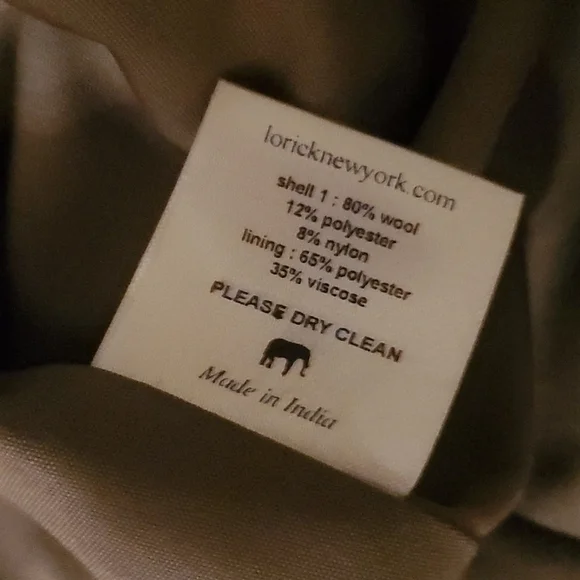 loricknewyork.com
shell 1 : 80% wool
12% polyester
8% nylon
lining : 65% polyester
35% viscose
PLEASE DRY CLEAN
Made in India